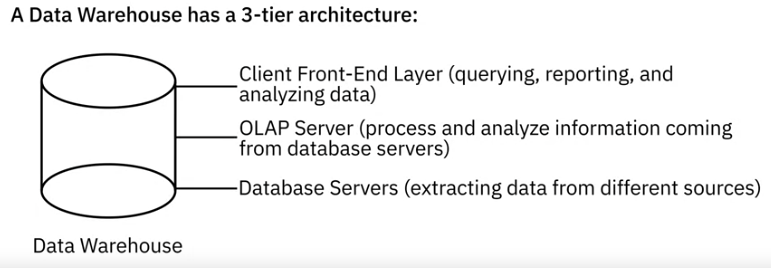 A Data Warehouse has a 3-tier architecture:
Client Front-End Layer (querying, reporting, and
analyzing data)
OLAP Server (process and analyze information coming
from database servers)
Database Servers (extracting data from different sources)
Data Warehouse